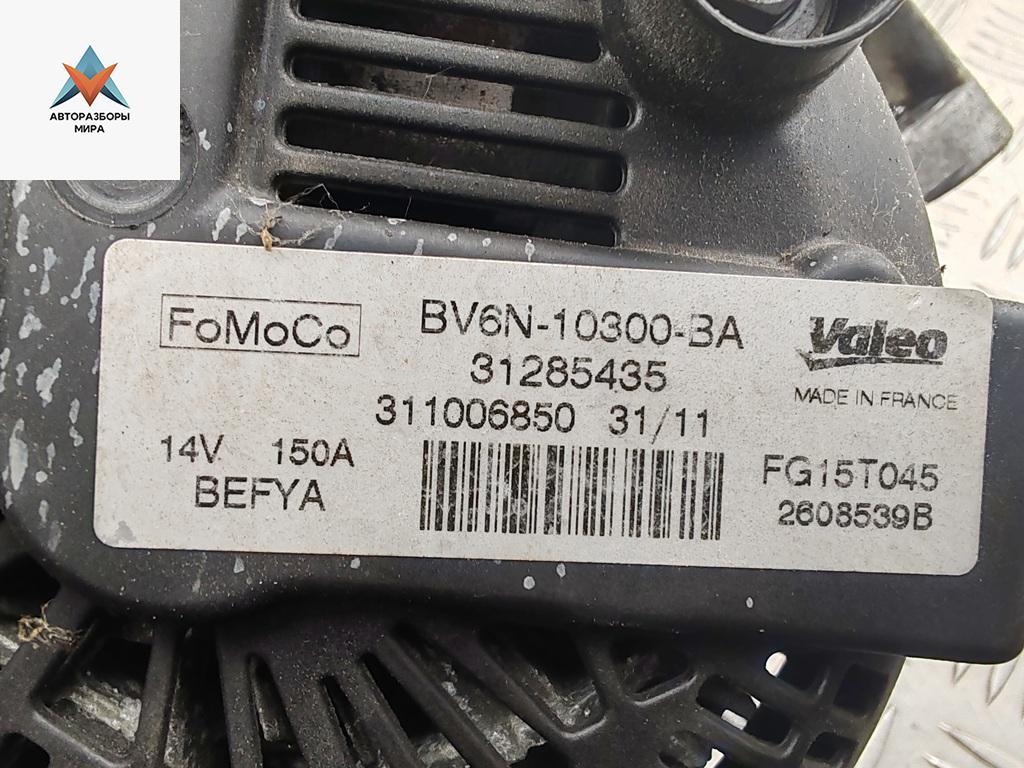 АВТОРАЗБОРЫ
МИРА
FoMoCo
BV6N-10300-BA
31285435
311006850 31/11
Valeo
MADE IN FRANCE
14V 150A
BEFYA
FG15T045
2608539B